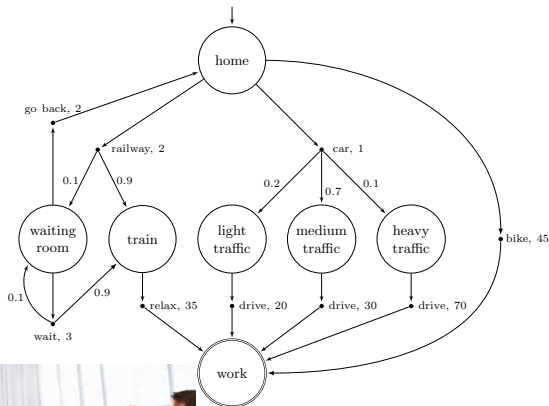 home
go back, 2
railway, 2
car, 1
0.1
0.9
0.2
0.7
0.1
waiting
room
train
light
traffic
medium
traffic
heavy
traffic
bike, 45
0.1
0.9
wait, 3
relax, 35
drive, 20
drive, 30
drive, 70
work